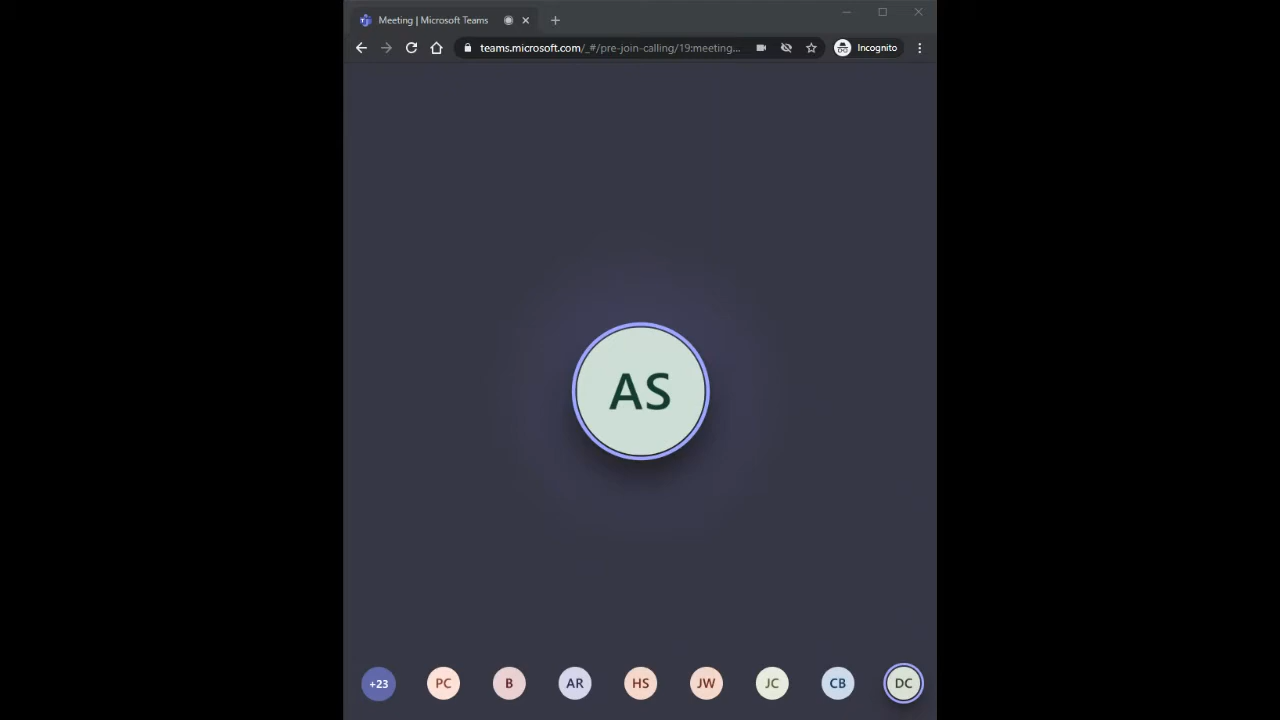 Meeting | Microsoft Teams
teams.microsoft.com/_#/pre-join-calling/19:meeting...
Incognito
AS
+23 PC B AR HS JW JC CB DC